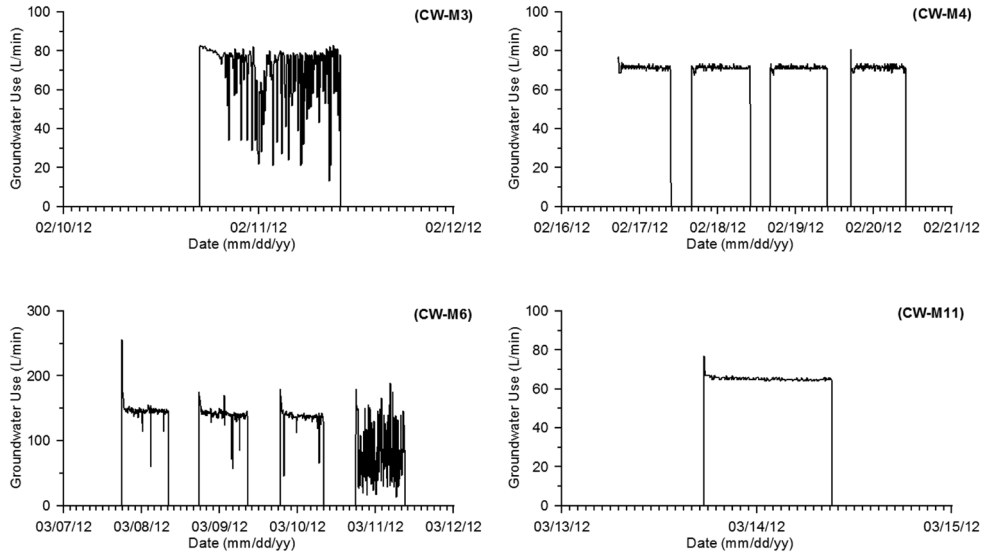 (CW-M3)
Groundwater Use (L/min)
100
80
60
40
20
0
02/10/12 02/11/12 02/12/12
Date (mm/dd/yy)
(CW-M4)
Groundwater Use (L/min)
100
80
60
40
20
0
02/16/12 02/17/12 02/18/12 02/19/12 02/20/12 02/21/12
Date (mm/dd/yy)
(CW-M6)
Groundwater Use (L/min)
300
250
200
150
100
50
0
03/07/12 03/08/12 03/09/12 03/10/12 03/11/12 03/12/12
Date (mm/dd/yy)
(CW-M11)
Groundwater Use (L/min)
100
80
60
40
20
0
03/13/12 03/14/12 03/15/12
Date (mm/dd/yy)